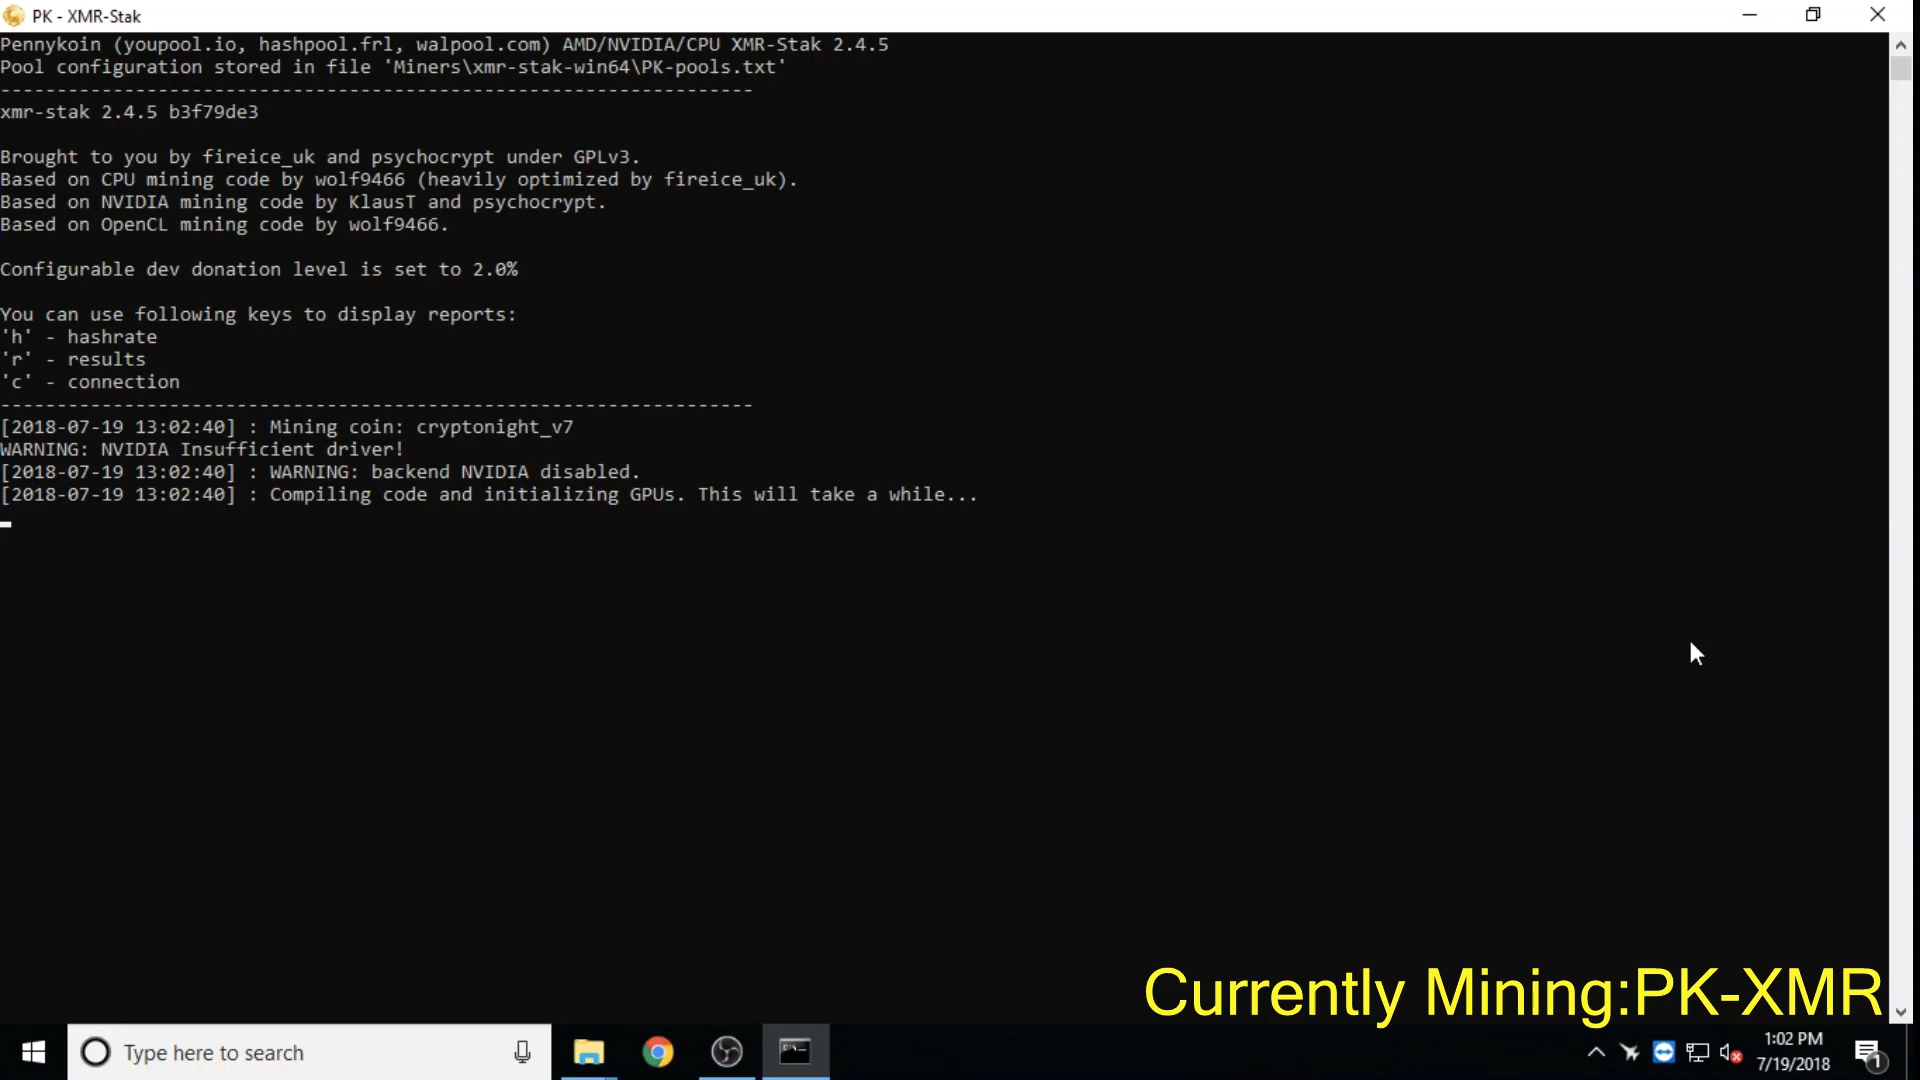 PK - XMR-Stak
Pennykoin (youpool.io, hashpool.frl, walpool.com) AMD/NVIDIA/CPU XMR-Stak 2.4.5
Pool configuration stored in file 'Miners\xmr-stak-win64\PK-pools.txt'
-------------------------------------------------------------------
xmr-stak 2.4.5 b3f79de3
Brought to you by fireice_uk and psychocrypt under GPLv3.
Based on CPU mining code by wolf9466 (heavily optimized by fireice_uk).
Based on NVIDIA mining code by KlausT and psychocrypt.
Based on OpenCL mining code by wolf9466.
Configurable dev donation level is set to 2.0%
You can use following keys to display reports:
'h' - hashrate
'r' - results
'c' - connection
-------------------------------------------------------------------
[2018-07-19 13:02:40] : Mining coin: cryptonight_v7
WARNING: NVIDIA Insufficient driver!
[2018-07-19 13:02:40] : WARNING: backend NVIDIA disabled.
[2018-07-19 13:02:40] : Compiling code and initializing GPUs. This will take a while...
Currently Mining:PK-XMR
Type here to search
1:02 PM
7/19/2018
1